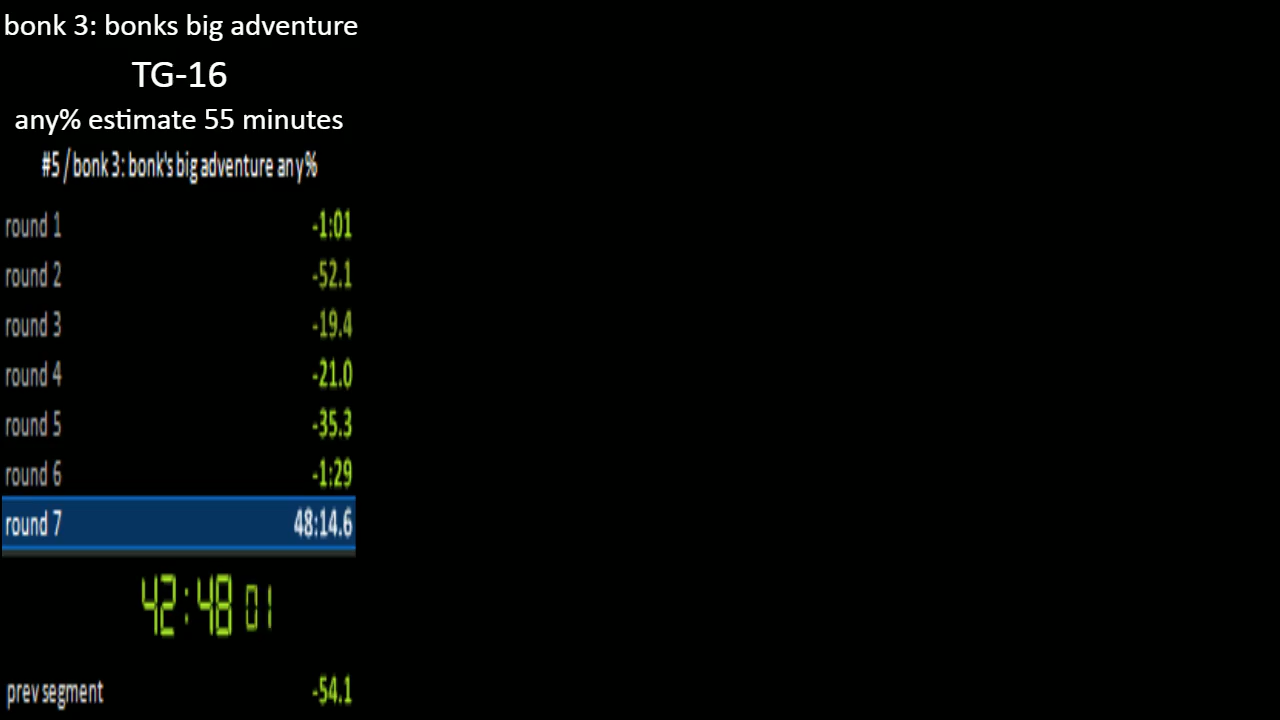 bonk 3: bonks big adventure
TG-16
any% estimate 55 minutes
#5 / bonk 3: bonk's big adventure any%
round 1 -1:01
round 2 -52.1
round 3 -19.4
round 4 -21.0
round 5 -35.3
round 6 -1:29
round 7 48:14.6
42:48 01
prev segment -54.1